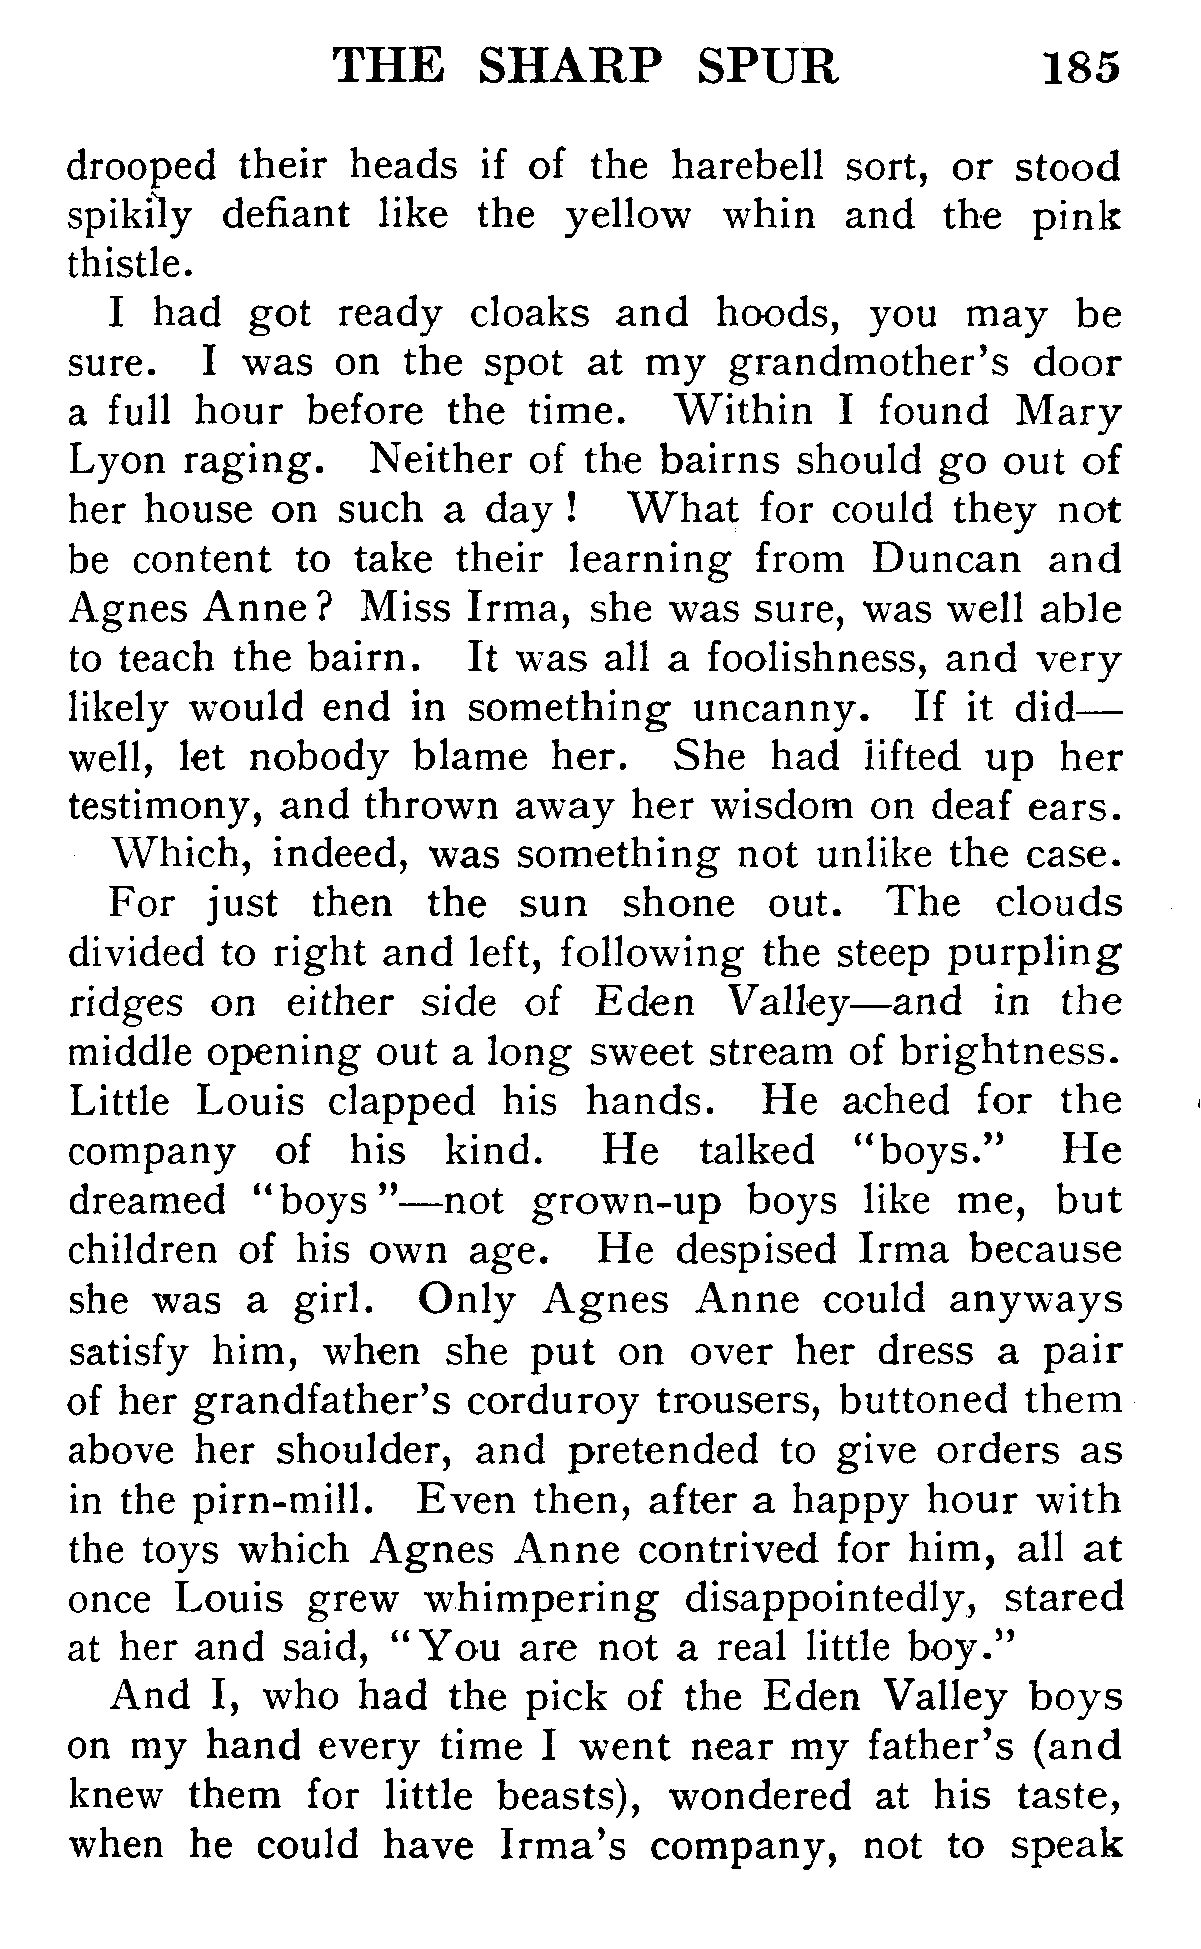 THE SHARP SPUR 185
drooped their heads if of the harebell sort, or stood
spikily defiant like the yellow whin and the pink
thistle.
I had got ready cloaks and hoods, you may be
sure. I was on the spot at my grandmother's door
a full hour before the time. Within I found Mary
Lyon raging. Neither of the bairns should go out of
her house on such a day! What for could they not
be content to take their learning from Duncan and
Agnes Anne? Miss Irma, she was sure, was well able
to teach the bairn. It was all a foolishness, and very
likely would end in something uncanny. If it did—
well, let nobody blame her. She had lifted up her
testimony, and thrown away her wisdom on deaf ears.
Which, indeed, was something not unlike the case.
For just then the sun shone out. The clouds
divided to right and left, following the steep purpling
ridges on either side of Eden Valley—and in the
middle opening out a long sweet stream of brightness.
Little Louis clapped his hands. He ached for the
company of his kind. He talked "boys." He
dreamed "boys"—not grown-up boys like me, but
children of his own age. He despised Irma because
she was a girl. Only Agnes Anne could anyways
satisfy him, when she put on over her dress a pair
of her grandfather's corduroy trousers, buttoned them
above her shoulder, and pretended to give orders as
in the pirn-mill. Even then, after a happy hour with
the toys which Agnes Anne contrived for him, all at
once Louis grew whimpering disappointedly, stared
at her and said, "You are not a real little boy."
And I, who had the pick of the Eden Valley boys
on my hand every time I went near my father's (and
knew them for little beasts), wondered at his taste,
when he could have Irma's company, not to speak